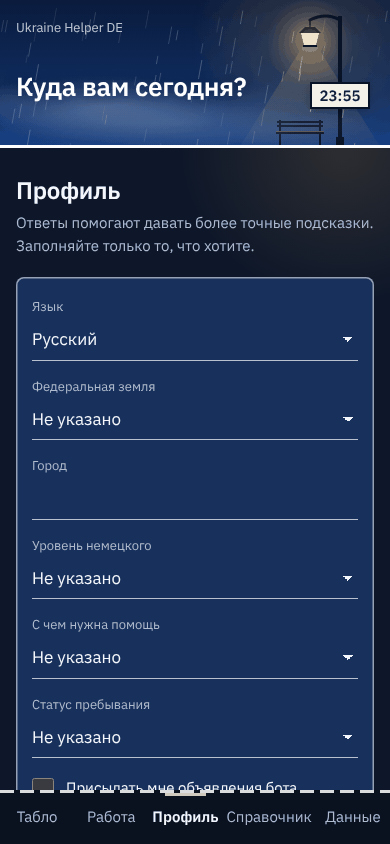 Ukraine Helper DE
Куда вам сегодня?
23:55
Профиль
Ответы помогают давать более точные подсказки.
Заполняйте только то, что хотите.
Язык
Русский
Федеральная земля
Не указано
Город
Уровень немецкого
Не указано
С чем нужна помощь
Не указано
Статус пребывания
Не указано
Присылать мне объявления бота
Табло Работа Профиль Справочник Данные